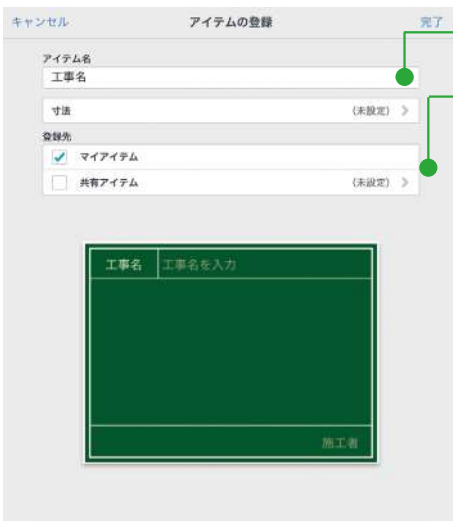 キャンセル アイテムの登録 完了
アイテム名
工事名
寸法 (未設定)
登録先
マイアイテム
共有アイテム (未設定)
工事名 工事名を入力
施工者